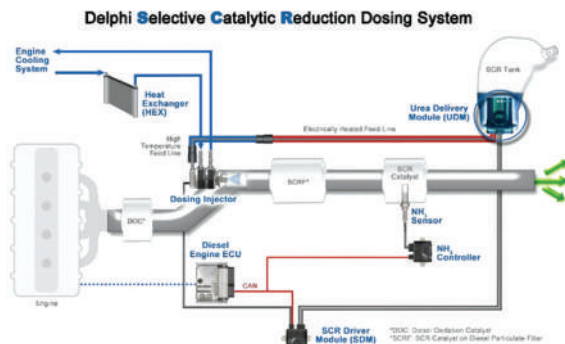 Delphi Selective Catalytic Reduction Dosing System
Engine
Cooling
System
Heat
Exchanger
(HEX)
SCR Tank
Urea Delivery
Module (UDM)
High
Temperature
Feed Line
Electrically Heated Feed Line
Dosing Injector
DOC*
SCRF*
SCR
Catalyst
NH₃
Sensor
NH₃
Controller
Diesel
Engine ECU
CAN
Engine
SCR Driver
Module (SDM)
*DOC: Diesel Oxidation Catalyst
*SCRF: SCR Catalyst on Diesel Particulate Filter